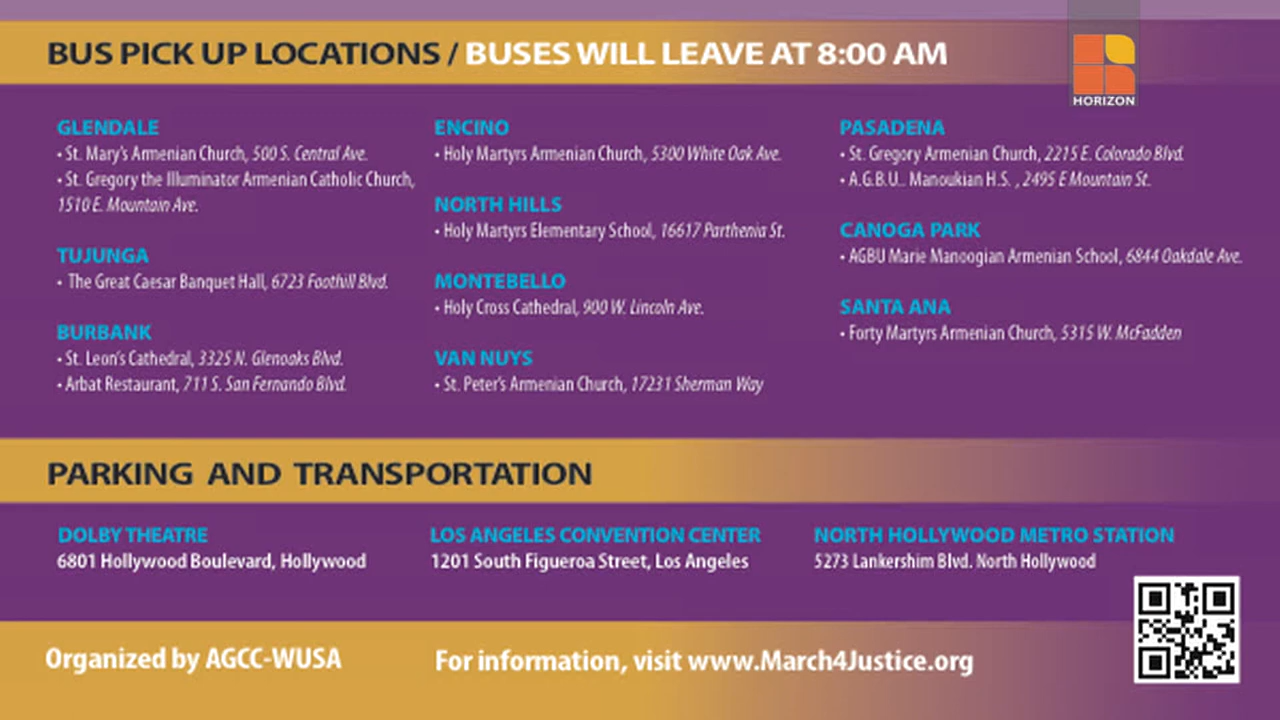 BUS PICK UP LOCATIONS / BUSES WILL LEAVE AT 8:00 AM
HORIZON
GLENDALE
• St. Mary's Armenian Church, 500 S. Central Ave.
• St. Gregory the Illuminator Armenian Catholic Church,
1510 E. Mountain Ave.
TUJUNGA
• The Great Caesar Banquet Hall, 6723 Foothill Blvd.
BURBANK
• St. Leon's Cathedral, 3325 N. Glenoaks Blvd.
• Arbat Restaurant, 711 S. San Fernando Blvd.
ENCINO
• Holy Martyrs Armenian Church, 5300 White Oak Ave.
NORTH HILLS
• Holy Martyrs Elementary School, 16617 Parthenia St.
MONTEBELLO
• Holy Cross Cathedral, 900 W. Lincoln Ave.
VAN NUYS
• St. Peter's Armenian Church, 17231 Sherman Way
PASADENA
• St. Gregory Armenian Church, 2215 E. Colorado Blvd.
• A.G.B.U.. Manoukian H.S. , 2495 E Mountain St.
CANOGA PARK
• AGBU Marie Manoogian Armenian School, 6844 Oakdale Ave.
SANTA ANA
• Forty Martyrs Armenian Church, 5315 W. McFadden
PARKING AND TRANSPORTATION
DOLBY THEATRE
6801 Hollywood Boulevard, Hollywood
LOS ANGELES CONVENTION CENTER
1201 South Figueroa Street, Los Angeles
NORTH HOLLYWOOD METRO STATION
5273 Lankershim Blvd. North Hollywood
Organized by AGCC-WUSA
For information, visit www.March4Justice.org